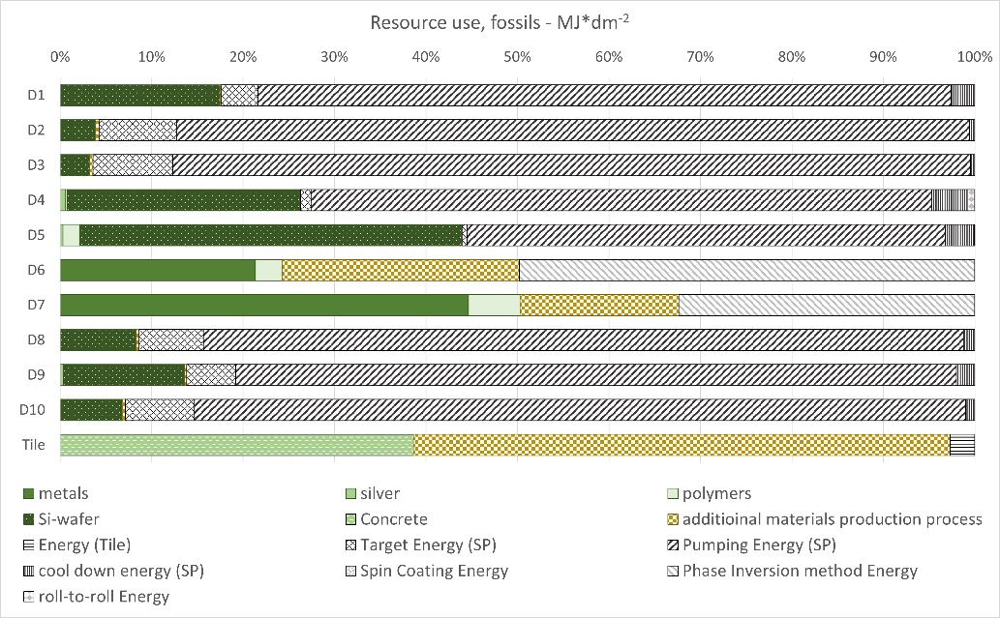 Resource use, fossils - MJ*dm-2
0% 10% 20% 30% 40% 50% 60% 70% 80% 90% 100%
D1
D2
D3
D4
D5
D6
D7
D8
D9
D10
Tile
metals silver polymers
Si-wafer Concrete additioinal materials production process
Energy (Tile) Target Energy (SP) Pumping Energy (SP)
cool down energy (SP) Spin Coating Energy Phase Inversion method Energy
roll-to-roll Energy